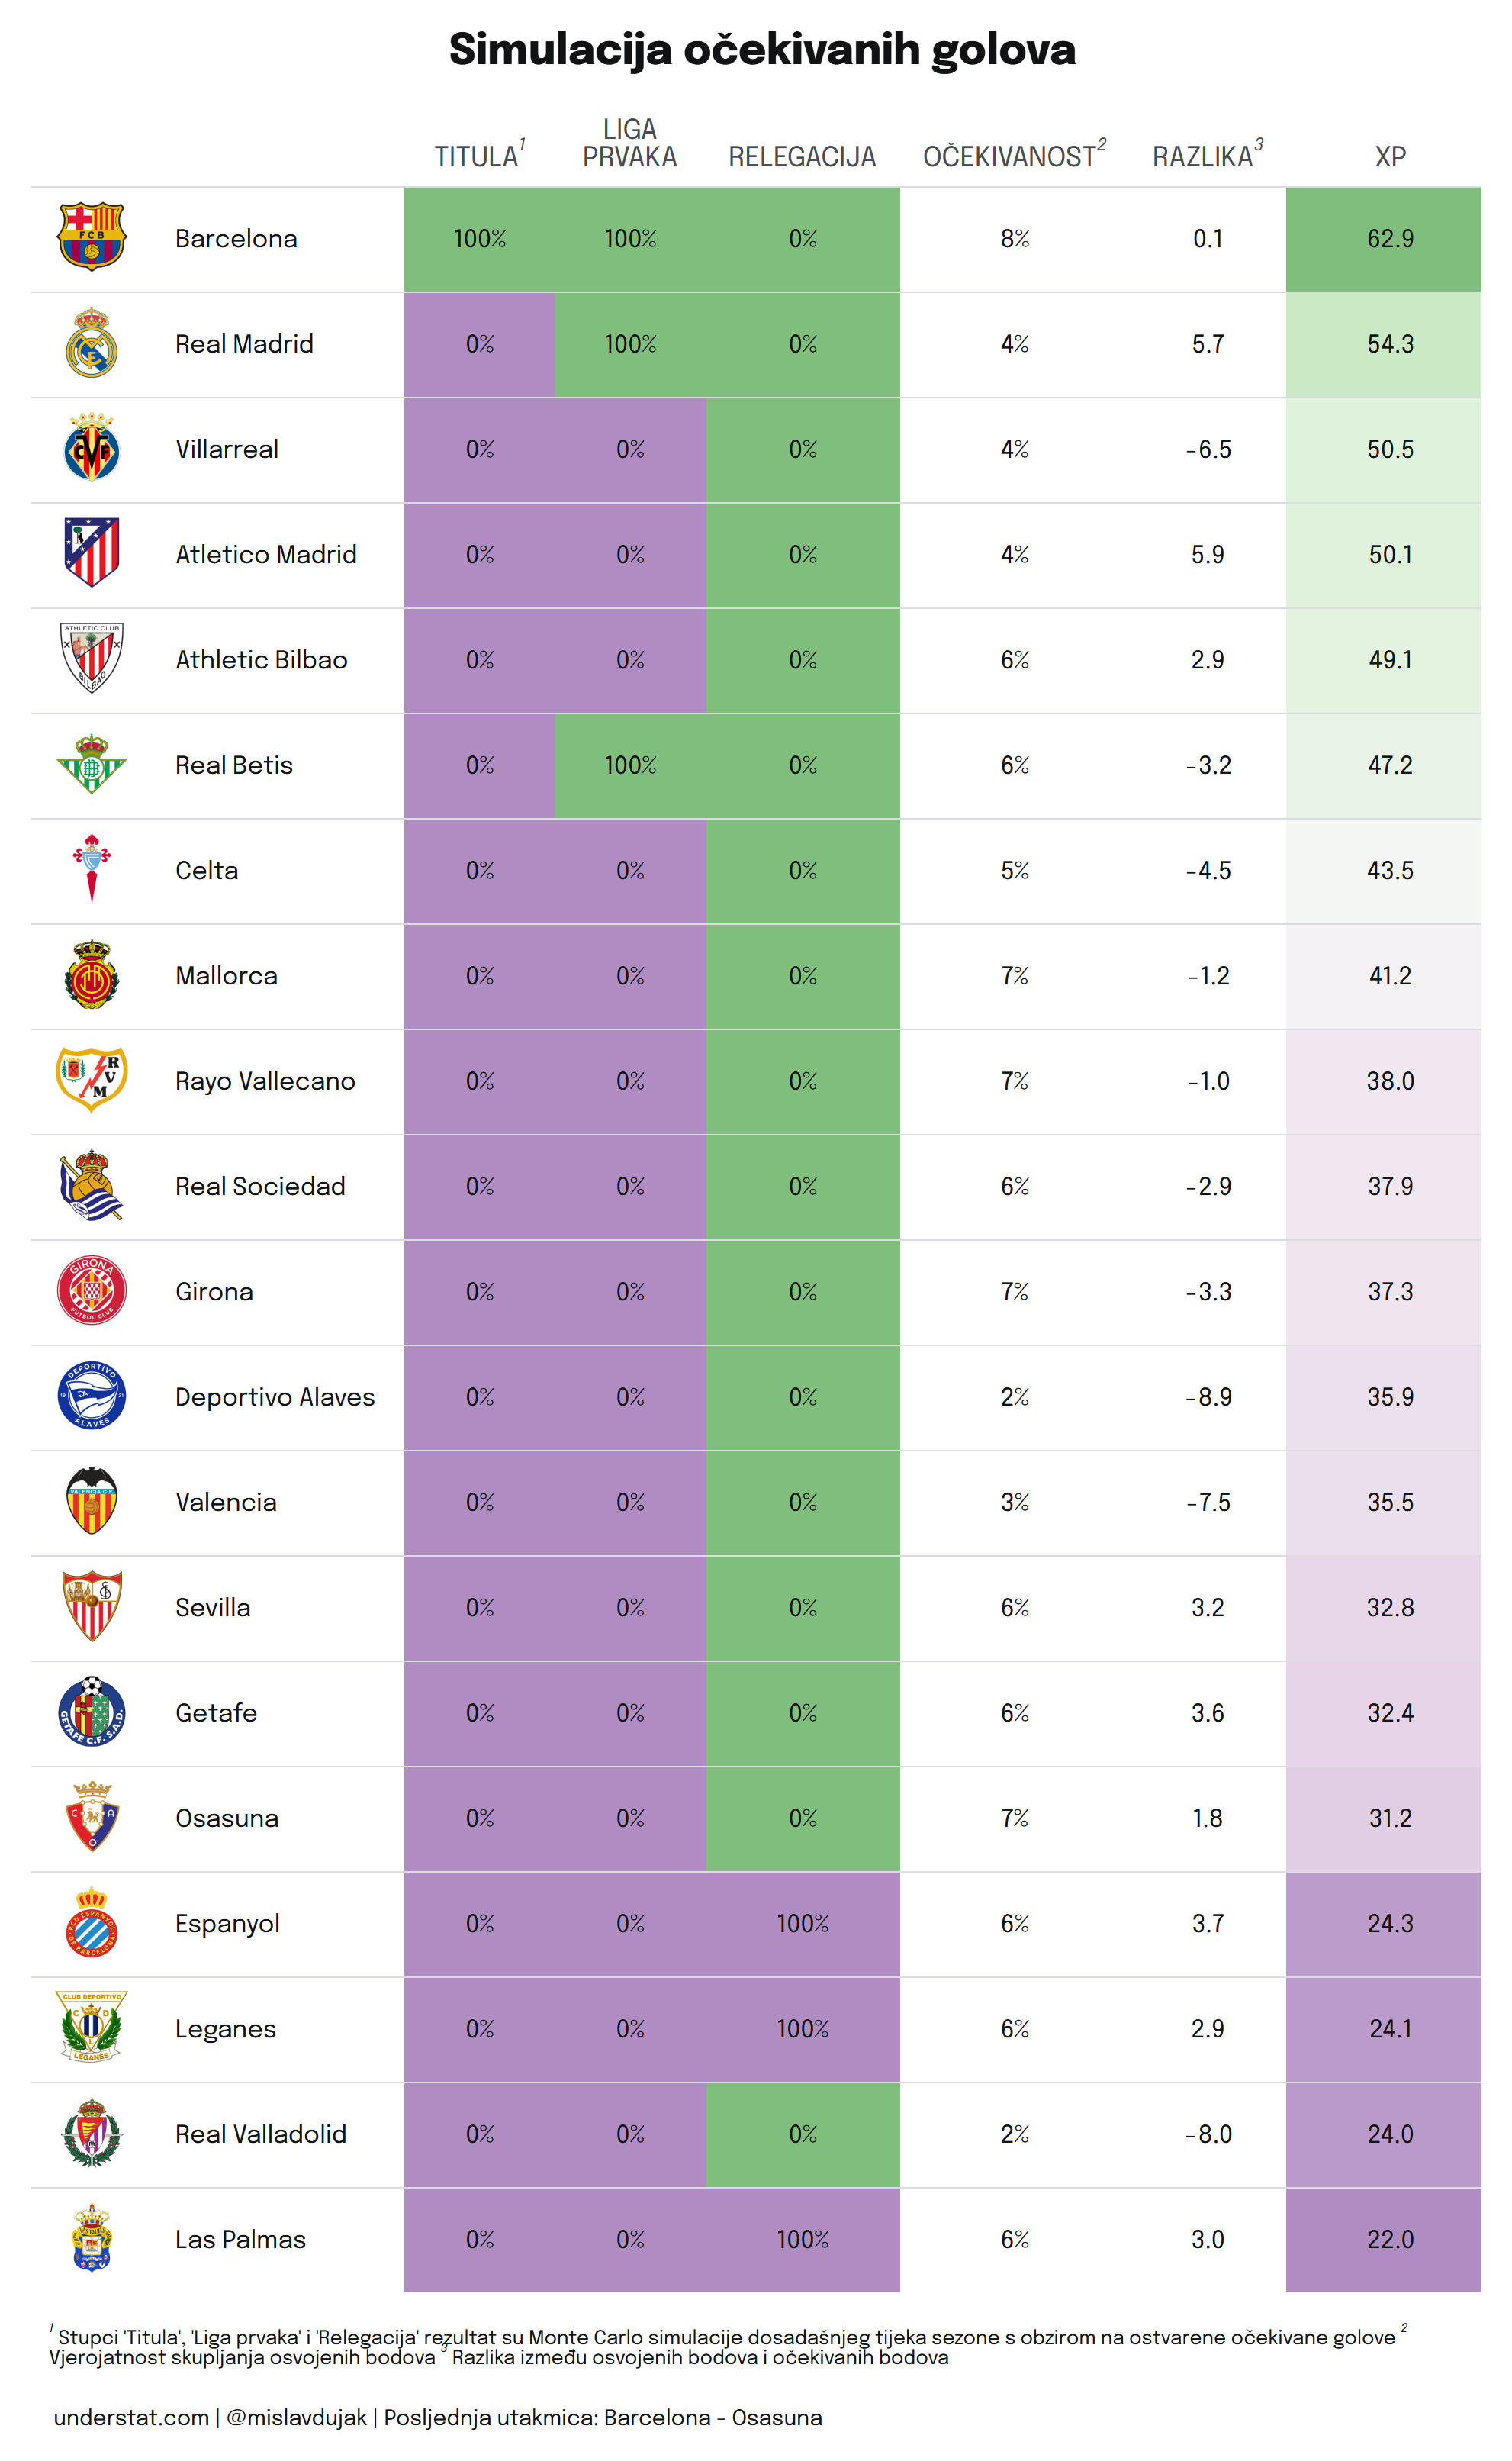 Simulacija očekivanih golova
TITULA¹ LIGA PRVAKA RELEGACIJA OČEKIVANOST² RAZLIKA³ XP
Barcelona 100% 100% 0% 8% 0.1 62.9
Real Madrid 0% 100% 0% 4% 5.7 54.3
Villarreal 0% 0% 0% 4% -6.5 50.5
Atletico Madrid 0% 0% 0% 4% 5.9 50.1
Athletic Bilbao 0% 0% 0% 6% 2.9 49.1
Real Betis 0% 100% 0% 6% -3.2 47.2
Celta 0% 0% 0% 5% -4.5 43.5
Mallorca 0% 0% 0% 7% -1.2 41.2
Rayo Vallecano 0% 0% 0% 7% -1.0 38.0
Real Sociedad 0% 0% 0% 6% -2.9 37.9
Girona 0% 0% 0% 7% -3.3 37.3
Deportivo Alaves 0% 0% 0% 2% -8.9 35.9
Valencia 0% 0% 0% 3% -7.5 35.5
Sevilla 0% 0% 0% 6% 3.2 32.8
Getafe 0% 0% 0% 6% 3.6 32.4
Osasuna 0% 0% 0% 7% 1.8 31.2
Espanyol 0% 0% 100% 6% 3.7 24.3
Leganes 0% 0% 100% 6% 2.9 24.1
Real Valladolid 0% 0% 0% 2% -8.0 24.0
Las Palmas 0% 0% 100% 6% 3.0 22.0
¹ Stupci 'Titula', 'Liga prvaka' i 'Relegacija' rezultat su Monte Carlo simulacije dosadašnjeg tijeka sezone s obzirom na ostvarene očekivane golove ²
Vjerojatnost skupljanja osvojenih bodova ³ Razlika između osvojenih bodova i očekivanih bodova
understat.com | @mislavdujak | Posljednja utakmica: Barcelona - Osasuna